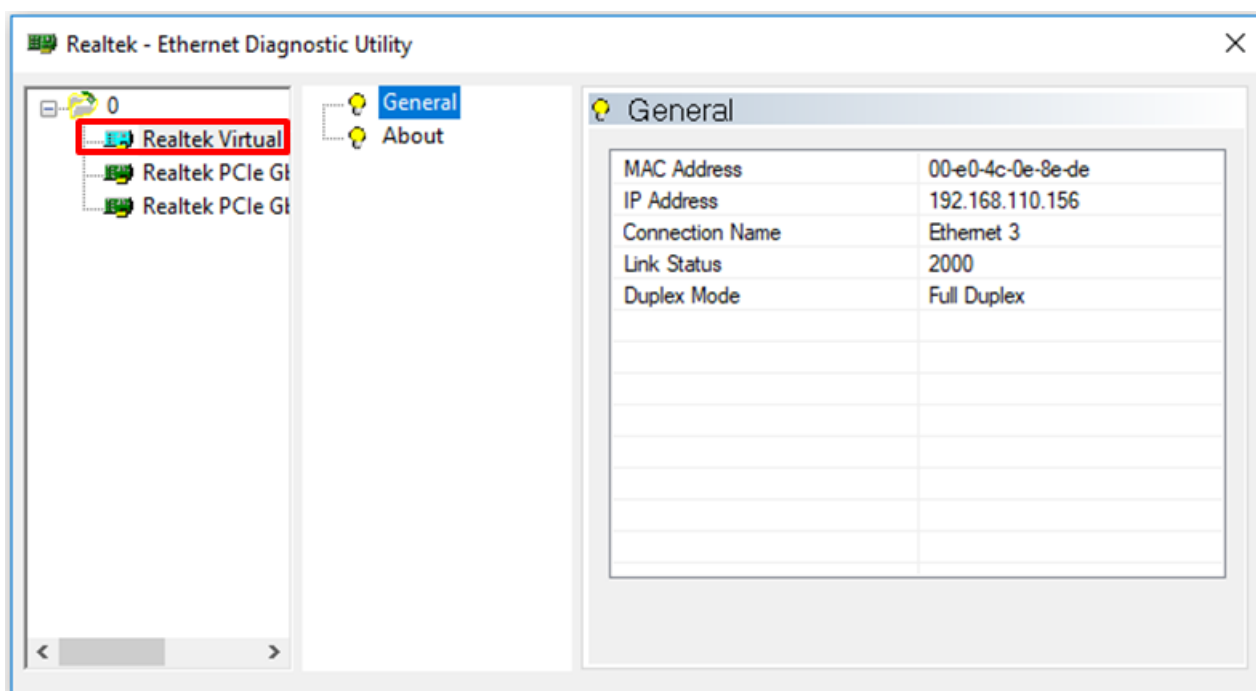 Realtek - Ethernet Diagnostic Utility
0
Realtek Virtual
Realtek PCIe Gb
Realtek PCIe Gb
General
About
General
MAC Address 00-e0-4c-0e-8e-de
IP Address 192.168.110.156
Connection Name Ethernet 3
Link Status 2000
Duplex Mode Full Duplex